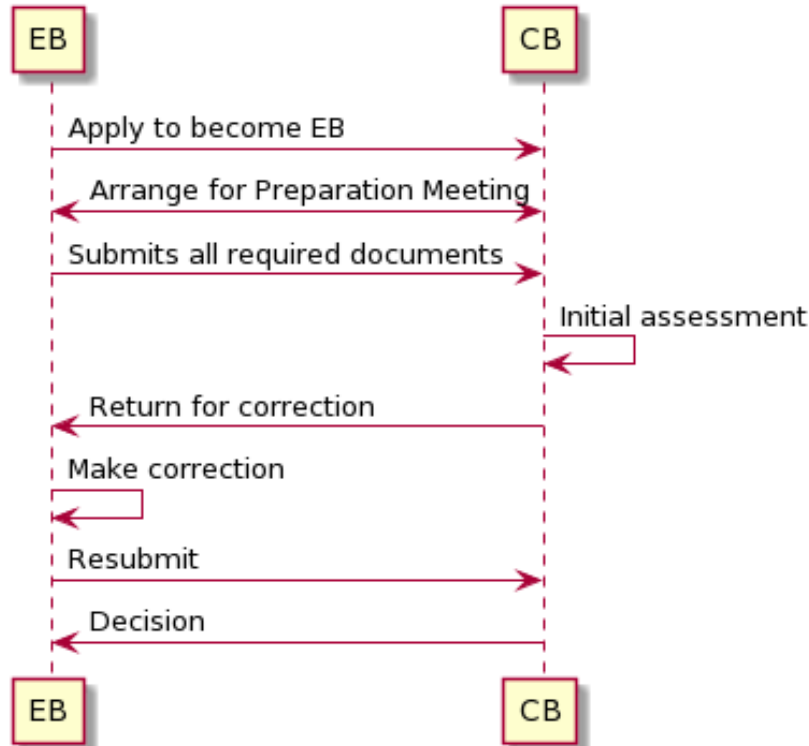 EB
CB
Apply to become EB
Arrange for Preparation Meeting
Submits all required documents
Initial assessment
Return for correction
Make correction
Resubmit
Decision
EB
CB